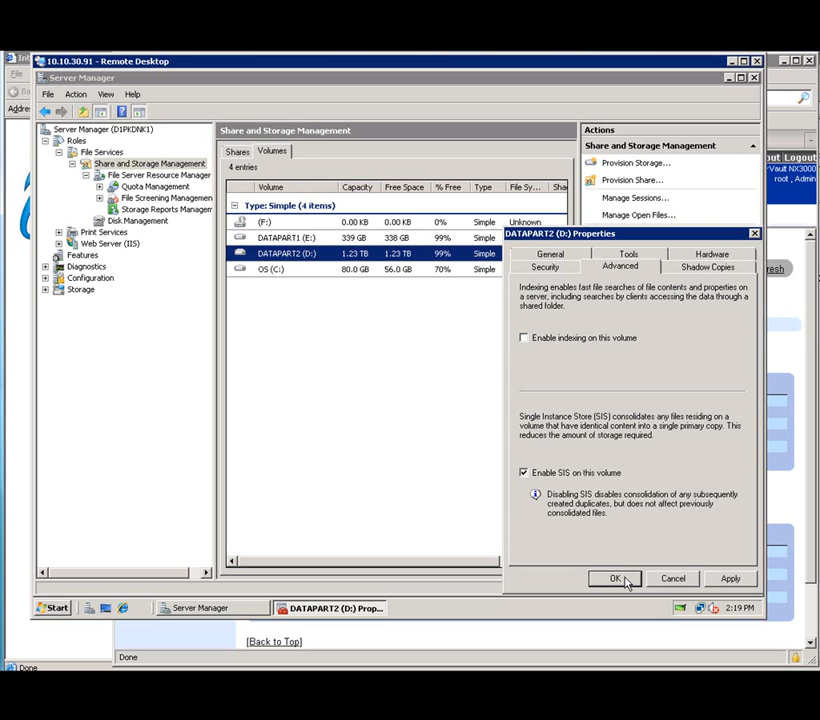 10.10.30.91 - Remote Desktop
Server Manager
File Action View Help
Addre
Server Manager (D1PKDNK1)
Roles
File Services
Share and Storage Management
File Server Resource Manager
Quota Management
File Screening Managemen
Storage Reports Managem
Disk Management
Print Services
Web Server (IIS)
Features
Diagnostics
Configuration
Storage
Share and Storage Management
Shares Volumes
4 entries
Volume Capacity Free Space % Free Type File Sy... Sha
Type: Simple (4 items)
(F:) 0.00 KB 0.00 KB 0% Simple Unknown
DATAPART1 (E:) 339 GB 338 GB 99% Simple
DATAPART2 (D:) 1.23 TB 1.23 TB 99% Simple
OS (C:) 80.0 GB 56.0 GB 70% Simple
Actions
Share and Storage Management
Provision Storage...
Provision Share...
Manage Sessions...
Manage Open Files...
out Logout
rVault NX3000
root , Admin
esh
DATAPART2 (D:) Properties
General Tools Hardware
Security Advanced Shadow Copies
Indexing enables fast file searches of file contents and properties on
a server, including searches by clients accessing the data through a
shared folder.
Enable indexing on this volume
Single Instance Store (SIS) consolidates any files residing on a
volume that have identical content into a single primary copy. This
reduces the amount of storage required.
Enable SIS on this volume
Disabling SIS disables consolidation of any subsequently
created duplicates, but does not affect previously
consolidated files.
OK Cancel Apply
Start Server Manager DATAPART2 (D:) Prop... 2:19 PM
[Back to Top]
Done
Done